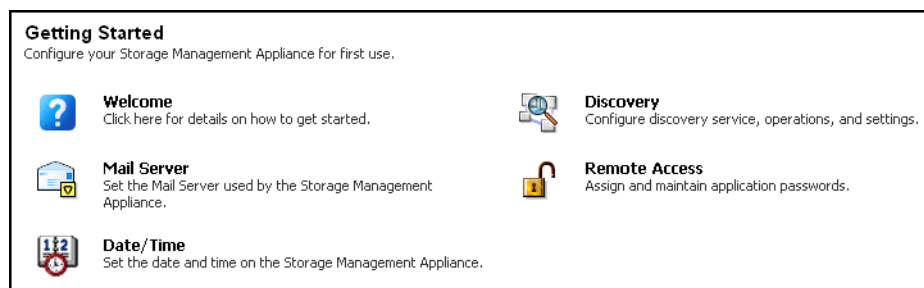 Getting Started
Configure your Storage Management Appliance for first use.
Welcome
Click here for details on how to get started.
Mail Server
Set the Mail Server used by the Storage Management
Appliance.
Date/Time
Set the date and time on the Storage Management Appliance.
Discovery
Configure discovery service, operations, and settings.
Remote Access
Assign and maintain application passwords.